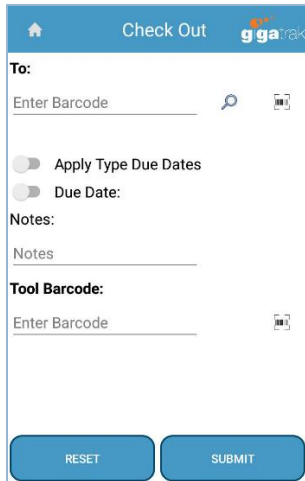 Check Out
gigatrak
To:
Enter Barcode
Apply Type Due Dates
Due Date:
Notes:
Notes
Tool Barcode:
Enter Barcode
RESET
SUBMIT